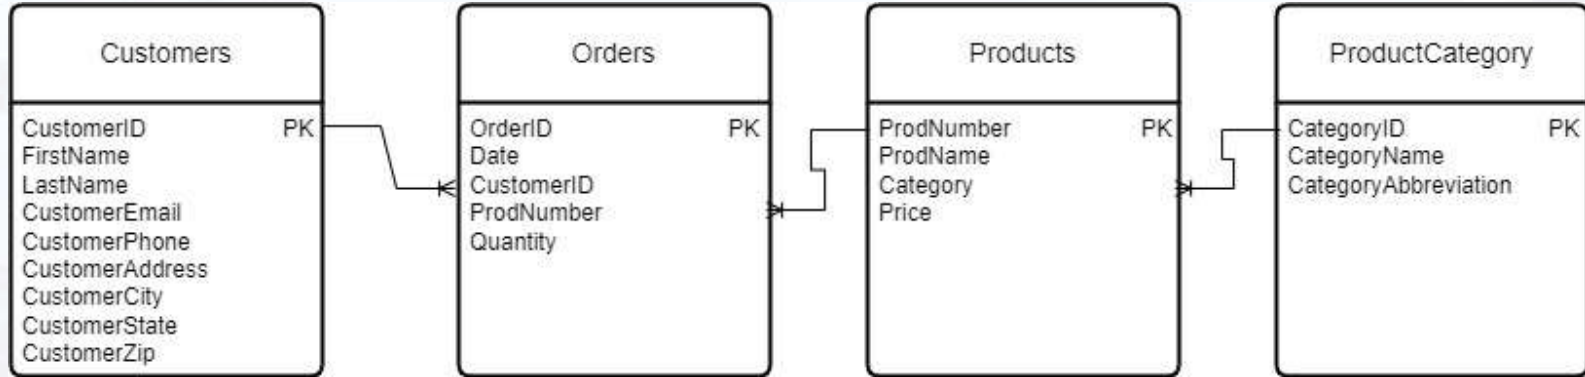 Customers
CustomerID PK
FirstName
LastName
CustomerEmail
CustomerPhone
CustomerAddress
CustomerCity
CustomerState
CustomerZip
Orders
OrderID PK
Date
CustomerID
ProdNumber
Quantity
Products
ProdNumber PK
ProdName
Category
Price
ProductCategory
CategoryID PK
CategoryName
CategoryAbbreviation